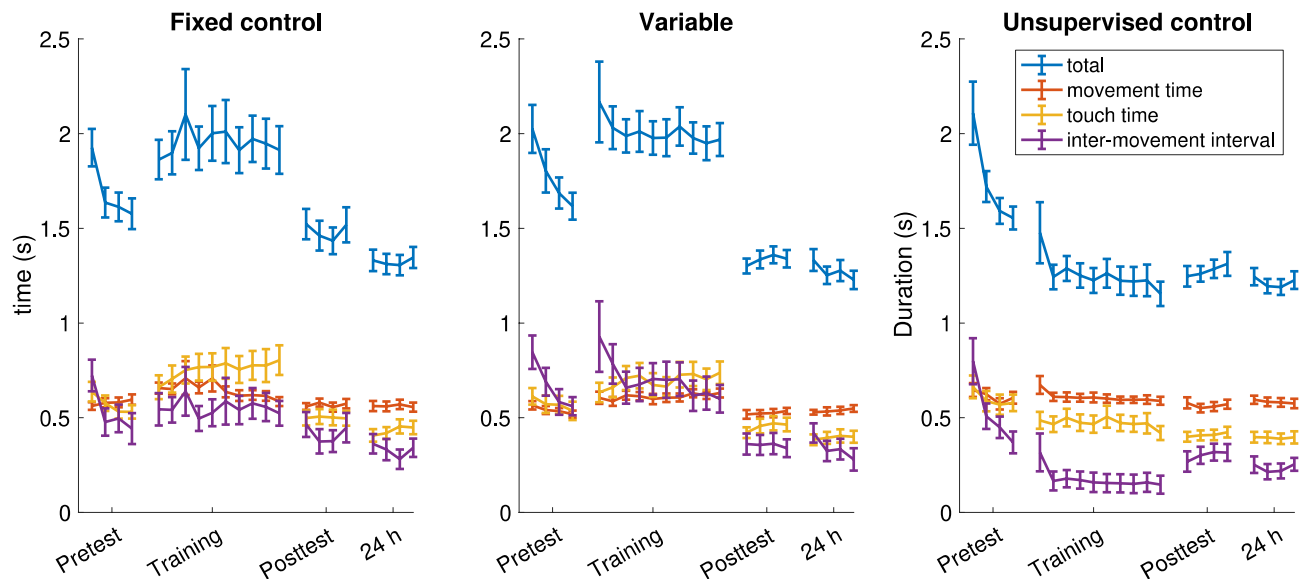 Fixed control
Variable
Unsupervised control
time (s)
2.5
2
1.5
1
0.5
0
Pretest
Training
Posttest
24 h
2.5
2
1.5
1
0.5
0
Pretest
Training
Posttest
24 h
Duration (s)
2.5
2
1.5
1
0.5
0
Pretest
Training
Posttest
24 h
total
movement time
touch time
inter-movement interval